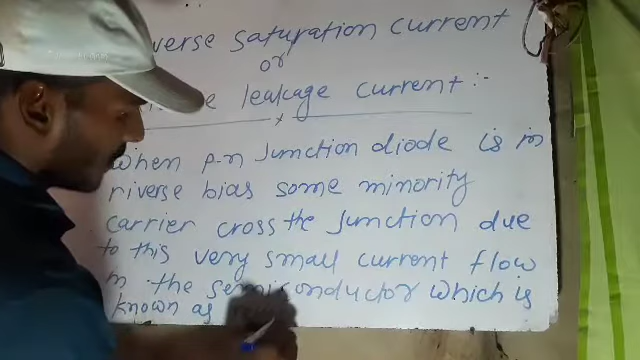 verse saturation current
or
e leakage current :-
x
when p-n Junction diode is in
riverse bias some minority
carrier cross the Junction due
to this very small current flow
in the semiconductor which is
known as